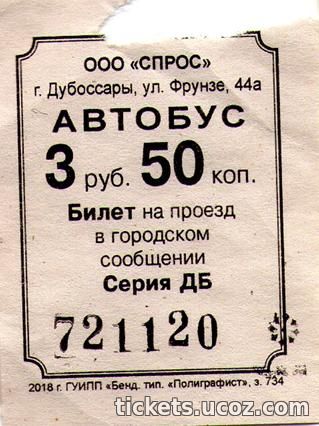 ООО «СПРОС»
г. Дубоссары, ул. Фрунзе, 44а
АВТОБУС
3 руб. 50 коп.
Билет на проезд
в городском
сообщении
Серия ДБ
721120
2018 г. ГУИПП «Бенд. тип. «Полиграфист», з. 734
tickets.ucoz.com